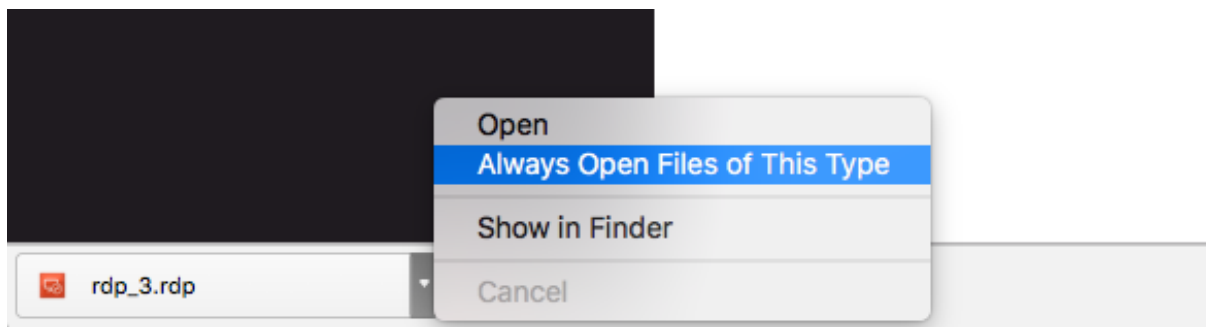 Open
Always Open Files of This Type
Show in Finder
rdp_3.rdp
Cancel